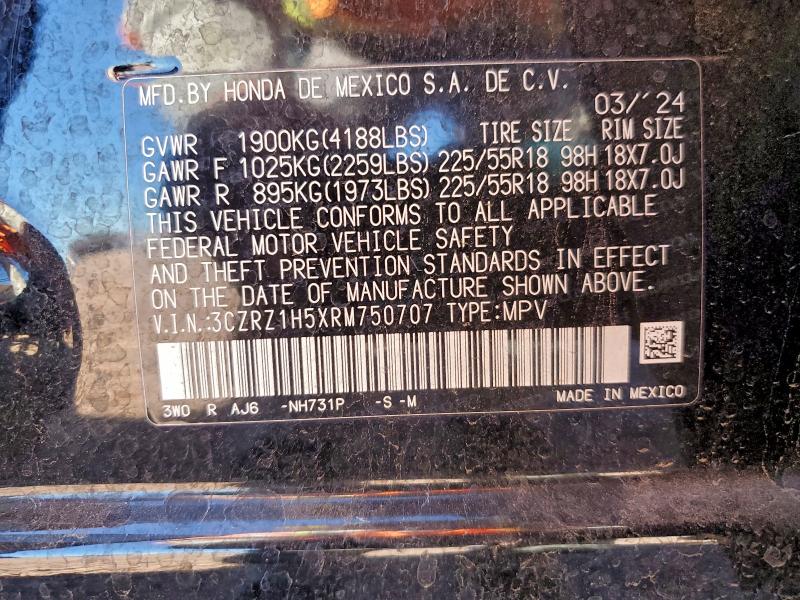 MFD.BY HONDA DE MEXICO S.A. DE C.V.
03/'24
GVWR 1900KG(4188LBS) TIRE SIZE RIM SIZE
GAWR F 1025KG(2259LBS) 225/55R18 98H 18X7.0J
GAWR R 895KG(1973LBS) 225/55R18 98H 18X7.0J
THIS VEHICLE CONFORMS TO ALL APPLICABLE
FEDERAL MOTOR VEHICLE SAFETY
AND THEFT PREVENTION STANDARDS IN EFFECT
ON THE DATE OF MANUFACTURE SHOWN ABOVE.
V.I.N.:3CZRZ1H5XRM750707 TYPE:MPV
3W0 R AJ6 -NH731P -S -M MADE IN MEXICO